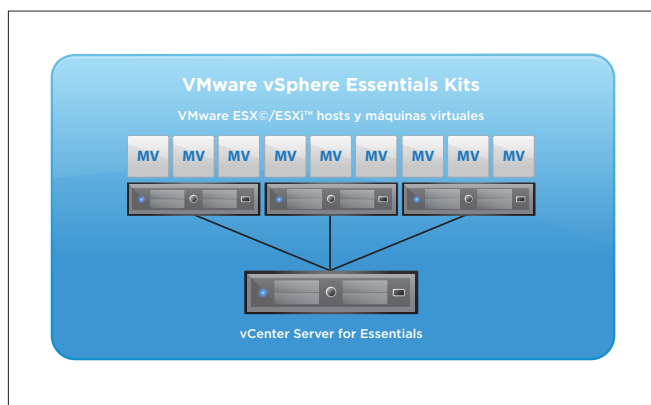 VMware vSphere Essentials Kits
VMware ESX©/ESXi™ hosts y máquinas virtuales
MV MV MV MV MV MV MV MV MV
vCenter Server for Essentials